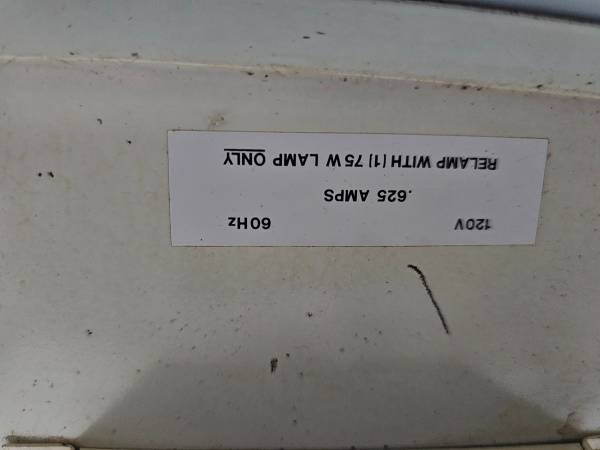 120V 60Hz
.625 AMPS
RELAMP WITH (1) 75 W LAMP ONLY